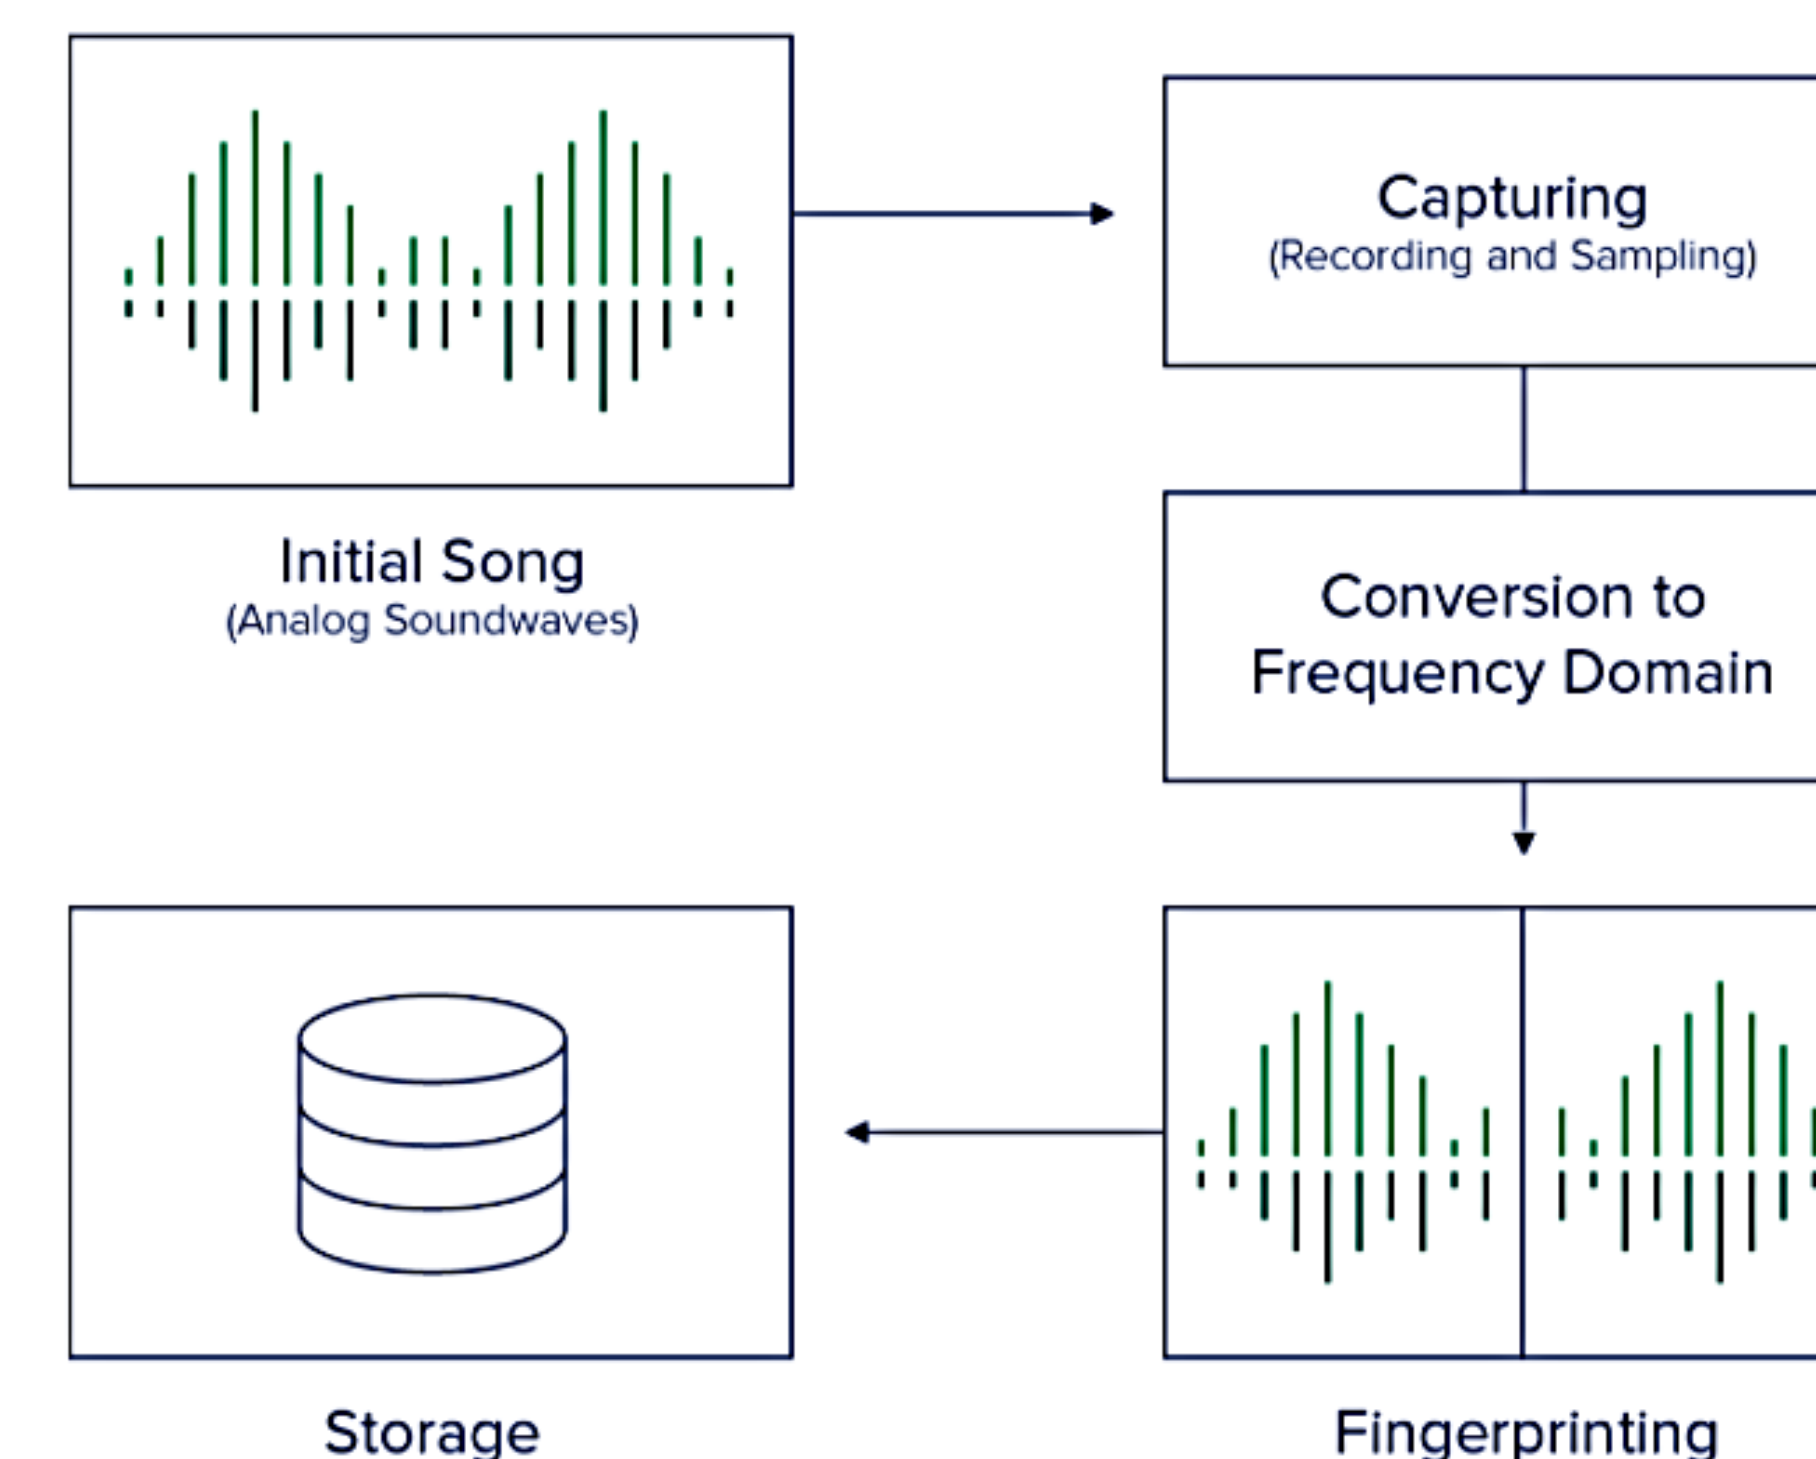 Capturing
(Recording and Sampling)
Initial Song
(Analog Soundwaves)
Conversion to
Frequency Domain
Storage
Fingerprinting